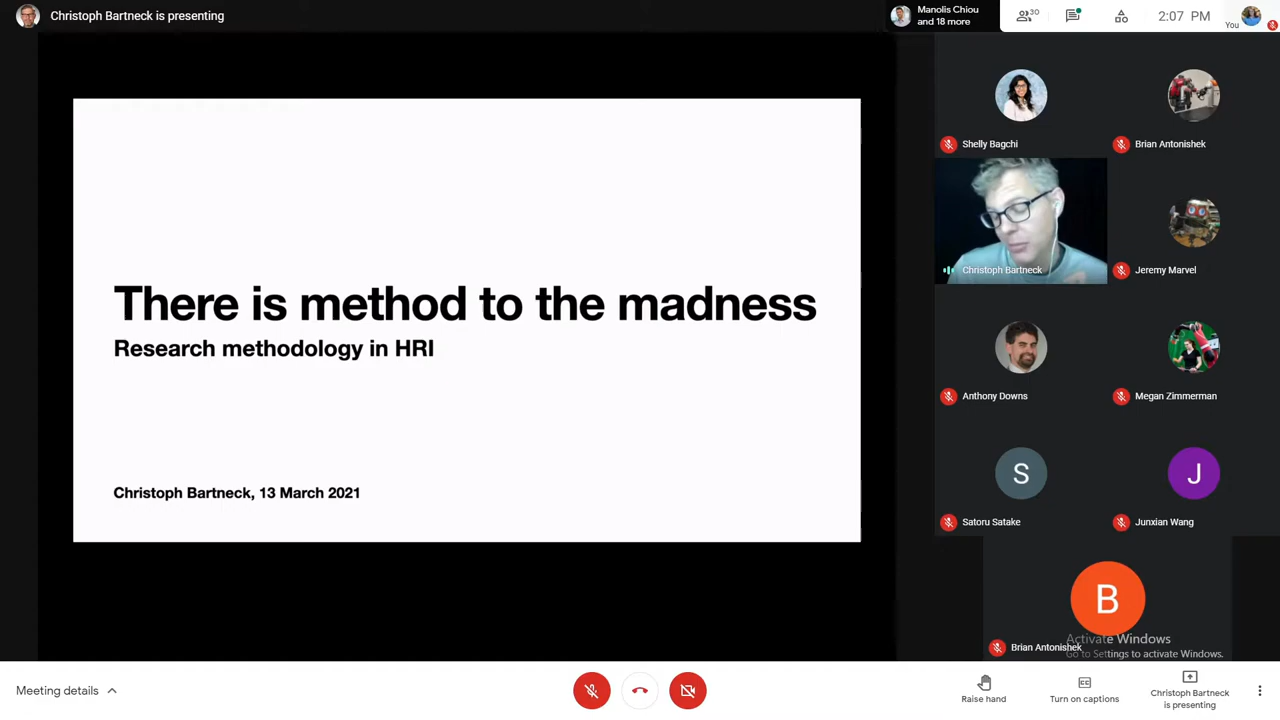 Christoph Bartneck is presenting
Manolis Chiou
and 18 more
30
2:07 PM
You
There is method to the madness
Research methodology in HRI
Christoph Bartneck, 13 March 2021
Shelly Bagchi
Brian Antonishek
Christoph Bartneck
Jeremy Marvel
Anthony Downs
Megan Zimmerman
S
J
Satoru Satake
Junxian Wang
B
Brian Antonishek
Activate Windows
Go to Settings to activate Windows.
Meeting details
Raise hand
CC
Turn on captions
Christoph Bartneck
is presenting